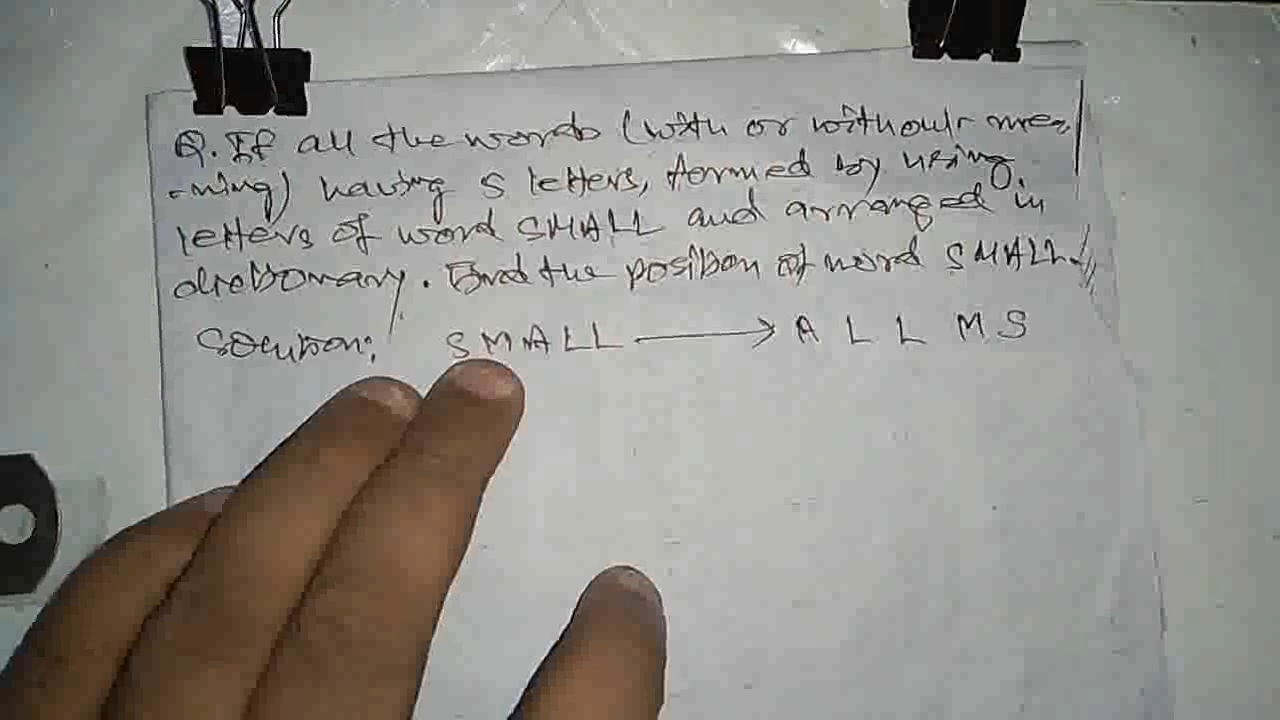 Q. If all the words (with or without mea
-ning) having 5 letters, formed by using
letters of word SMALL and arranged in
dictionary. Find the position of word SMALL.
Solution: SMALL → A L L M S